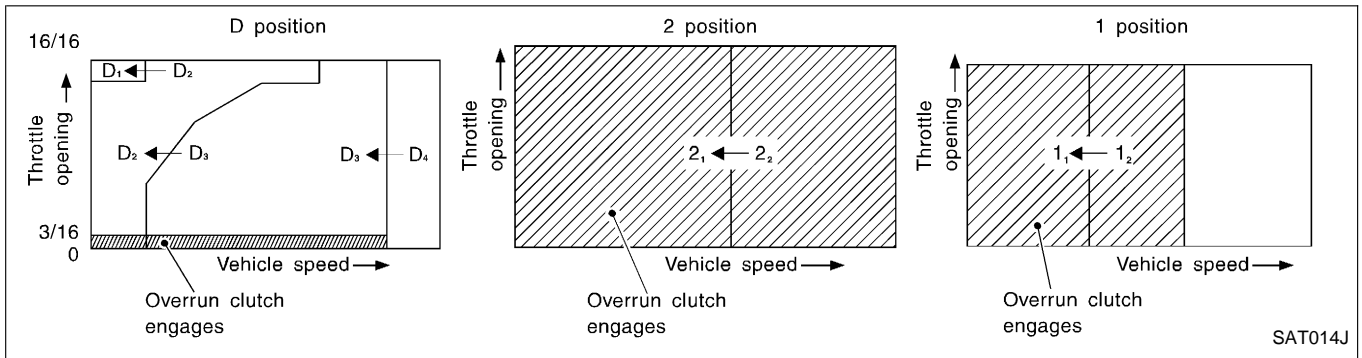 D position
16/16
D₁ ← D₂
Throttle opening →
D₂ ← D₃
D₃ ← D₄
3/16
0
Vehicle speed →
Overrun clutch
engages
2 position
Throttle
opening →
2₁ ← 2₂
Vehicle speed →
Overrun clutch
engages
1 position
Throttle
opening →
1₁ ← 1₂
Vehicle speed →
Overrun clutch
engages
SAT014J